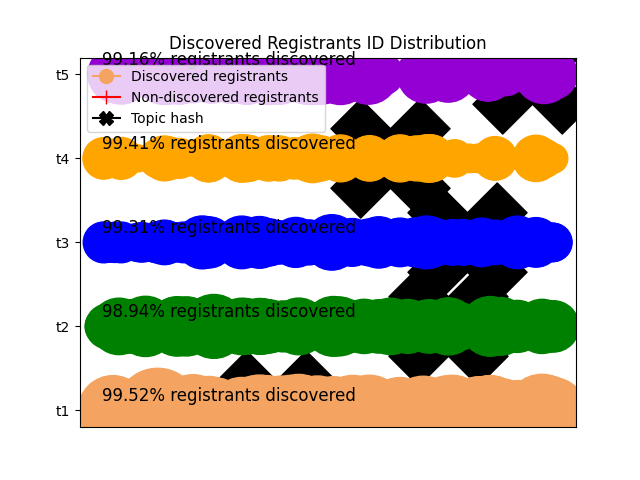 Discovered Registrants ID Distribution
99.16% registrants discovered
t5
Discovered registrants
Non-discovered registrants
Topic hash
99.41% registrants discovered
t4
99.31% registrants discovered
t3
98.94% registrants discovered
t2
99.52% registrants discovered
t1